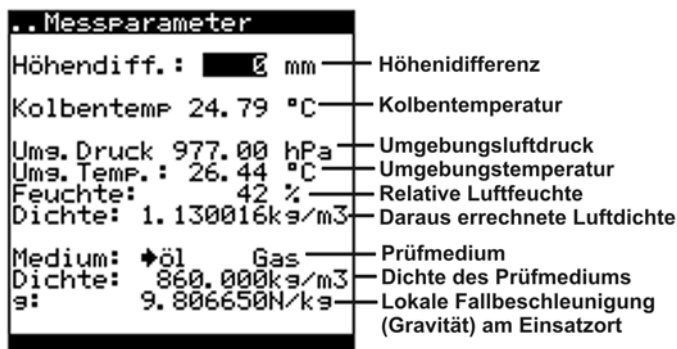 ..Messparameter
Höhendiff.: 0 mm Höhenidifferenz
Kolbentemp 24.79 °C Kolbentemperatur
Umg.Druck 977.00 hPa Umgebungsluftdruck
Umg.Temp.: 26.44 °C Umgebungstemperatur
Feuchte: 42 % Relative Luftfeuchte
Dichte: 1.130016kg/m3 Daraus errechnete Luftdichte
Medium: →öl Gas Prüfmedium
Dichte: 860.000kg/m3 Dichte des Prüfmediums
g: 9.806650N/kg Lokale Fallbeschleunigung
(Gravität) am Einsatzort